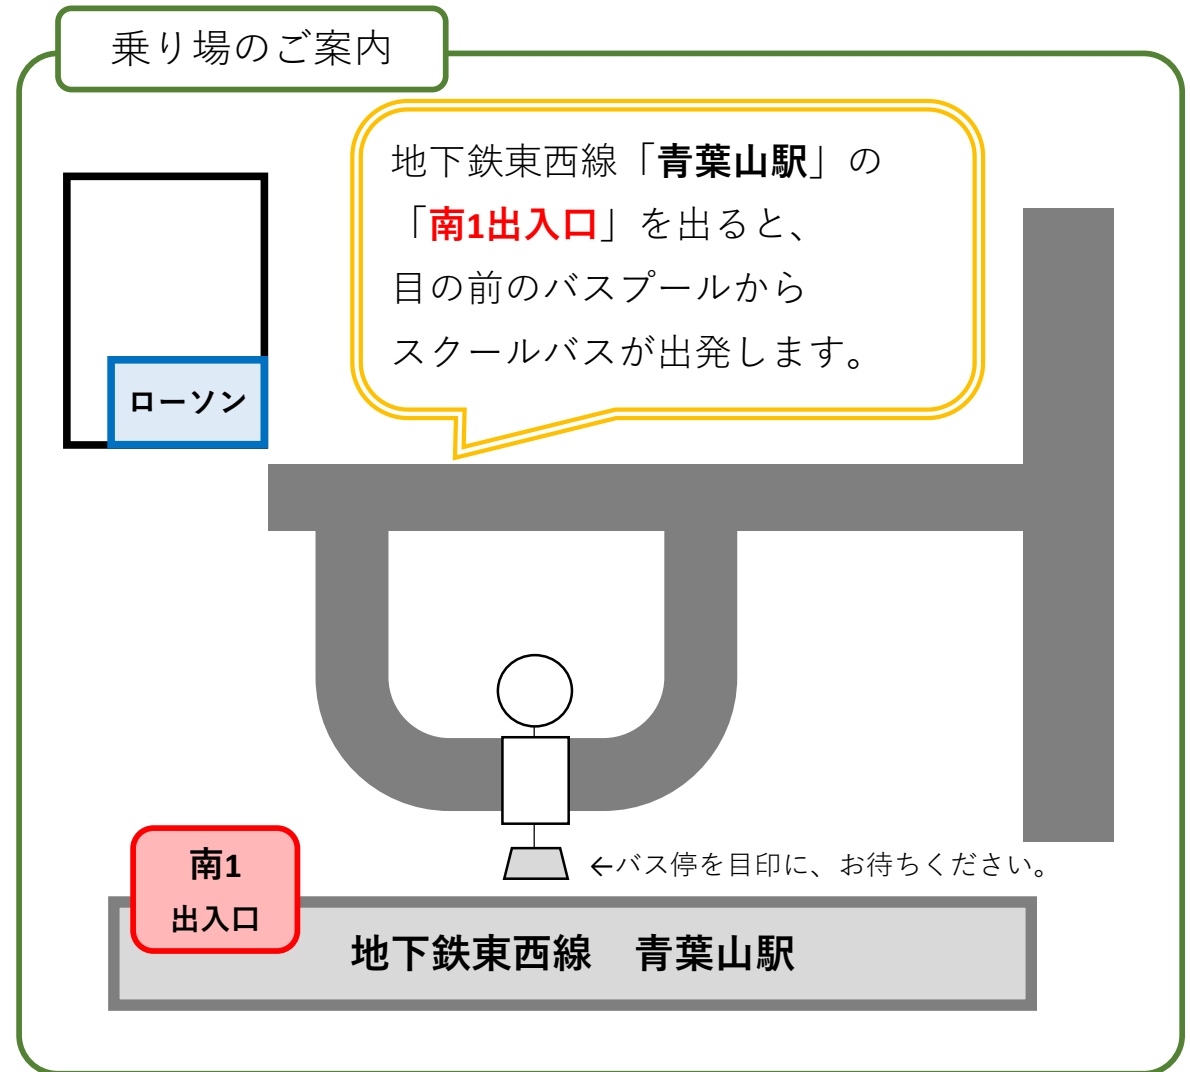 乗り場のご案内
地下鉄東西線「青葉山駅」の
「南1出入口」を出ると、
目の前のバスプールから
スクールバスが出発します。
ローソン
←バス停を目印に、お待ちください。
南1
出入口
地下鉄東西線　青葉山駅